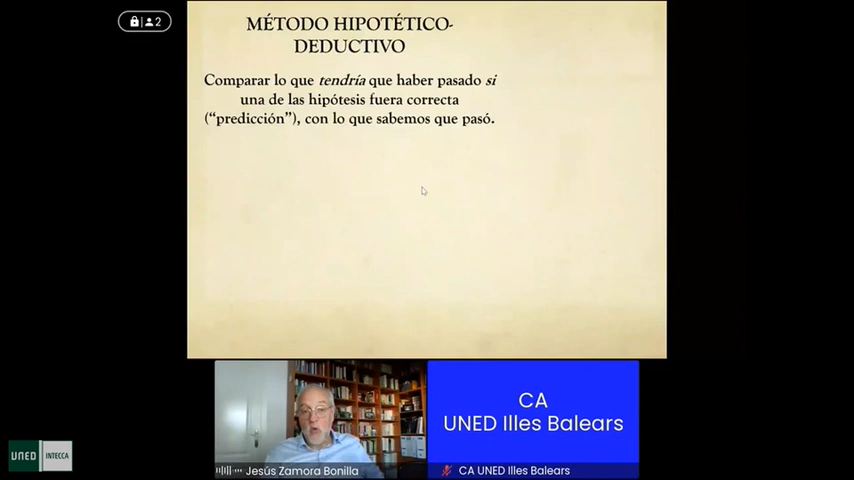 2
MÉTODO HIPOTÉTICO-
DEDUCTIVO
Comparar lo que tendría que haber pasado si
una de las hipótesis fuera correcta
(“predicción”), con lo que sabemos que pasó.
CA
UNED Illes Balears
Jesús Zamora Bonilla
CA UNED Illes Balears
UNED INTECCA